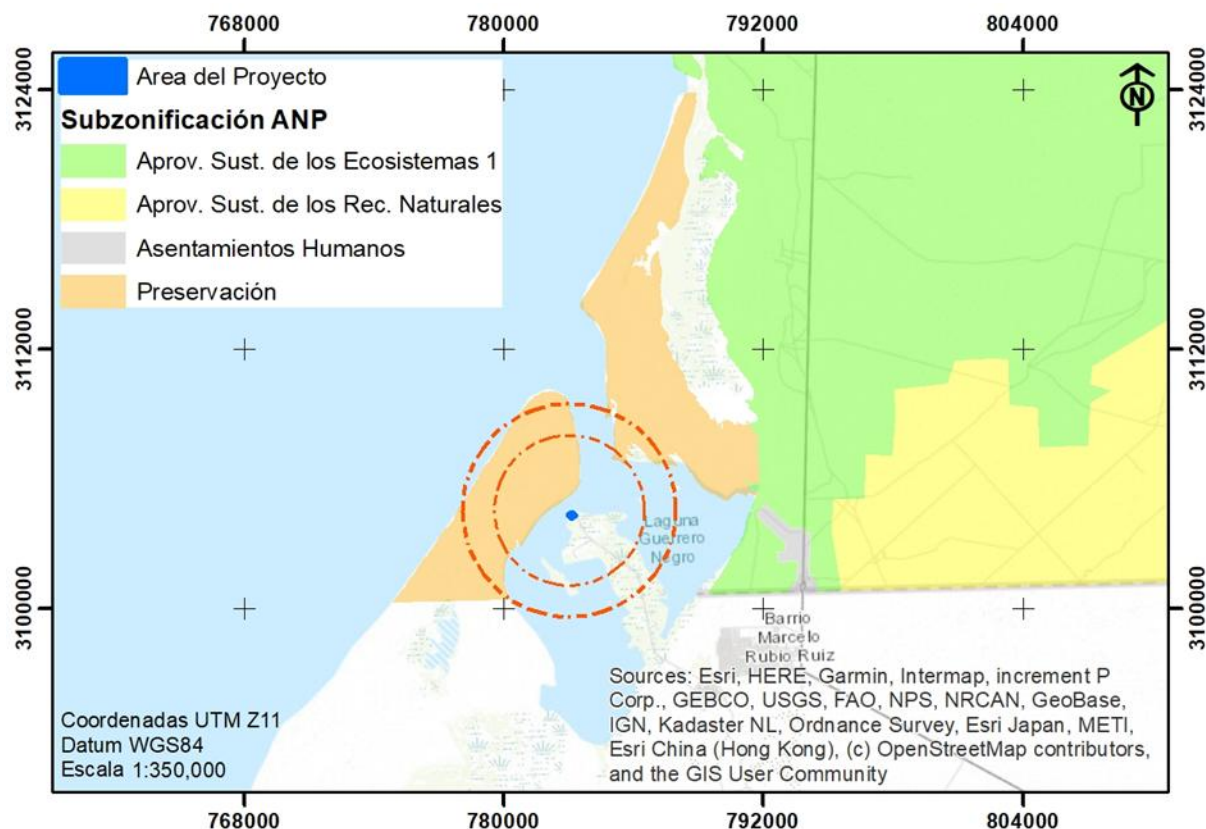 768000 780000 792000 804000
3124000
3124000
Area del Proyecto
N
Subzonificación ANP
Aprov. Sust. de los Ecosistemas 1
Aprov. Sust. de los Rec. Naturales
Asentamientos Humanos
Preservación
3112000
3112000
Laguna
Guerrero
Negro
3100000
3100000
Barrio
Marcelo
Rubio Ruiz
Sources: Esri, HERE, Garmin, Intermap, increment P
Corp., GEBCO, USGS, FAO, NPS, NRCAN, GeoBase,
IGN, Kadaster NL, Ordnance Survey, Esri Japan, METI,
Esri China (Hong Kong), (c) OpenStreetMap contributors,
and the GIS User Community
Coordenadas UTM Z11
Datum WGS84
Escala 1:350,000
768000 780000 792000 804000